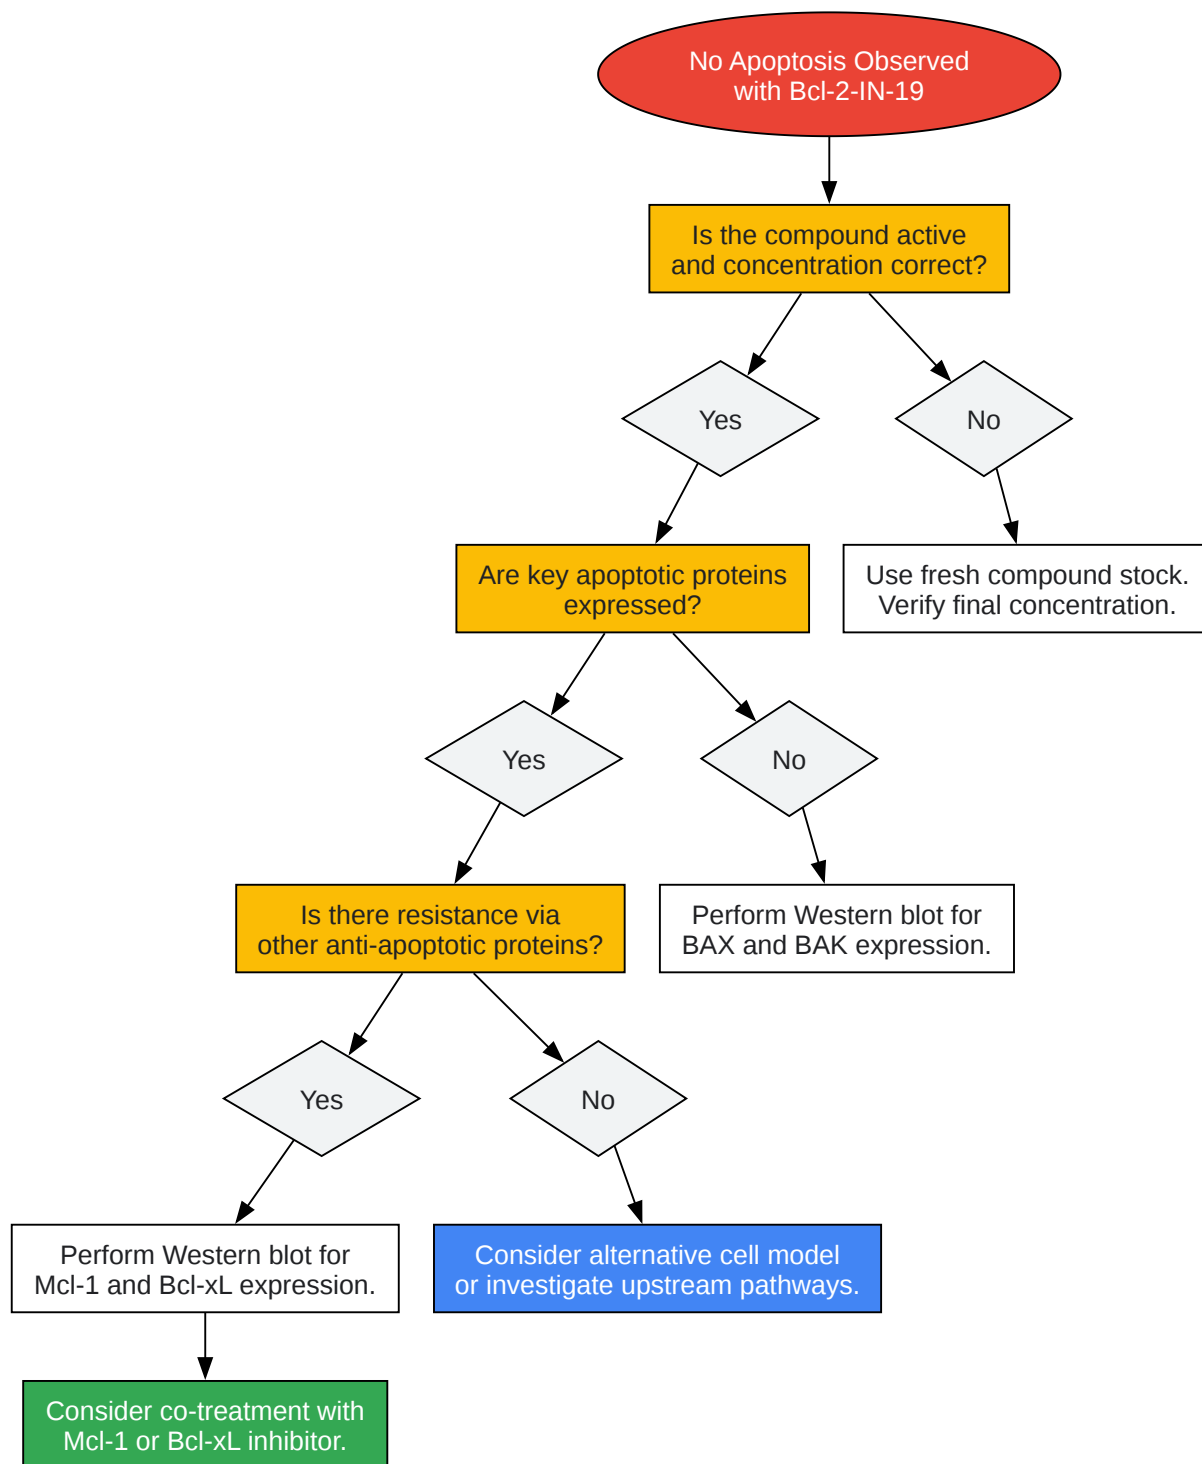 No Apoptosis Observed
with Bcl-2-IN-19
Is the compound active
and concentration correct?
Yes
No
Are key apoptotic proteins
expressed?
Use fresh compound stock.
Verify final concentration.
Yes
No
Is there resistance via
other anti-apoptotic proteins?
Perform Western blot for
BAX and BAK expression.
Yes
No
Perform Western blot for
Mcl-1 and Bcl-xL expression.
Consider alternative cell model
or investigate upstream pathways.
Consider co-treatment with
Mcl-1 or Bcl-xL inhibitor.